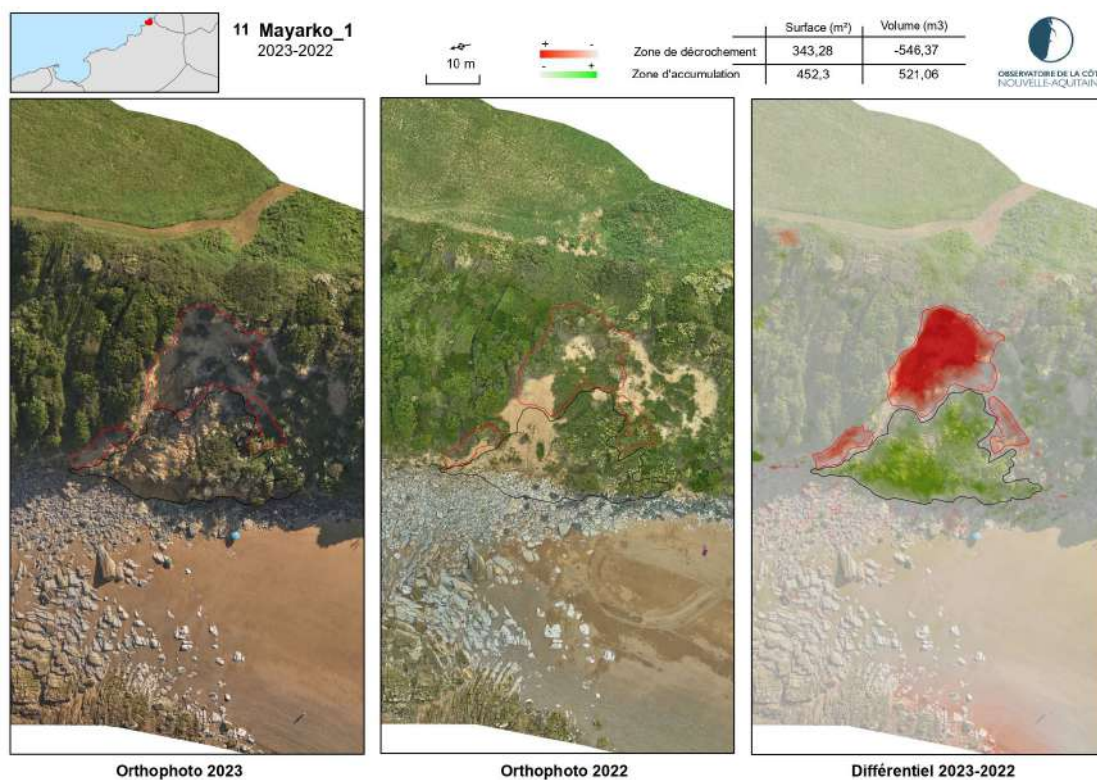 11 Mayarko_1
2023-2022
10 m
+ -
- +
Surface (m²) Volume (m3)
Zone de décrochement 343,28 -546,37
Zone d'accumulation 452,3 521,06
OBSERVATOIRE DE LA CÔT
NOUVELLE-AQUITAIN
Orthophoto 2023
Orthophoto 2022
Différentiel 2023-2022